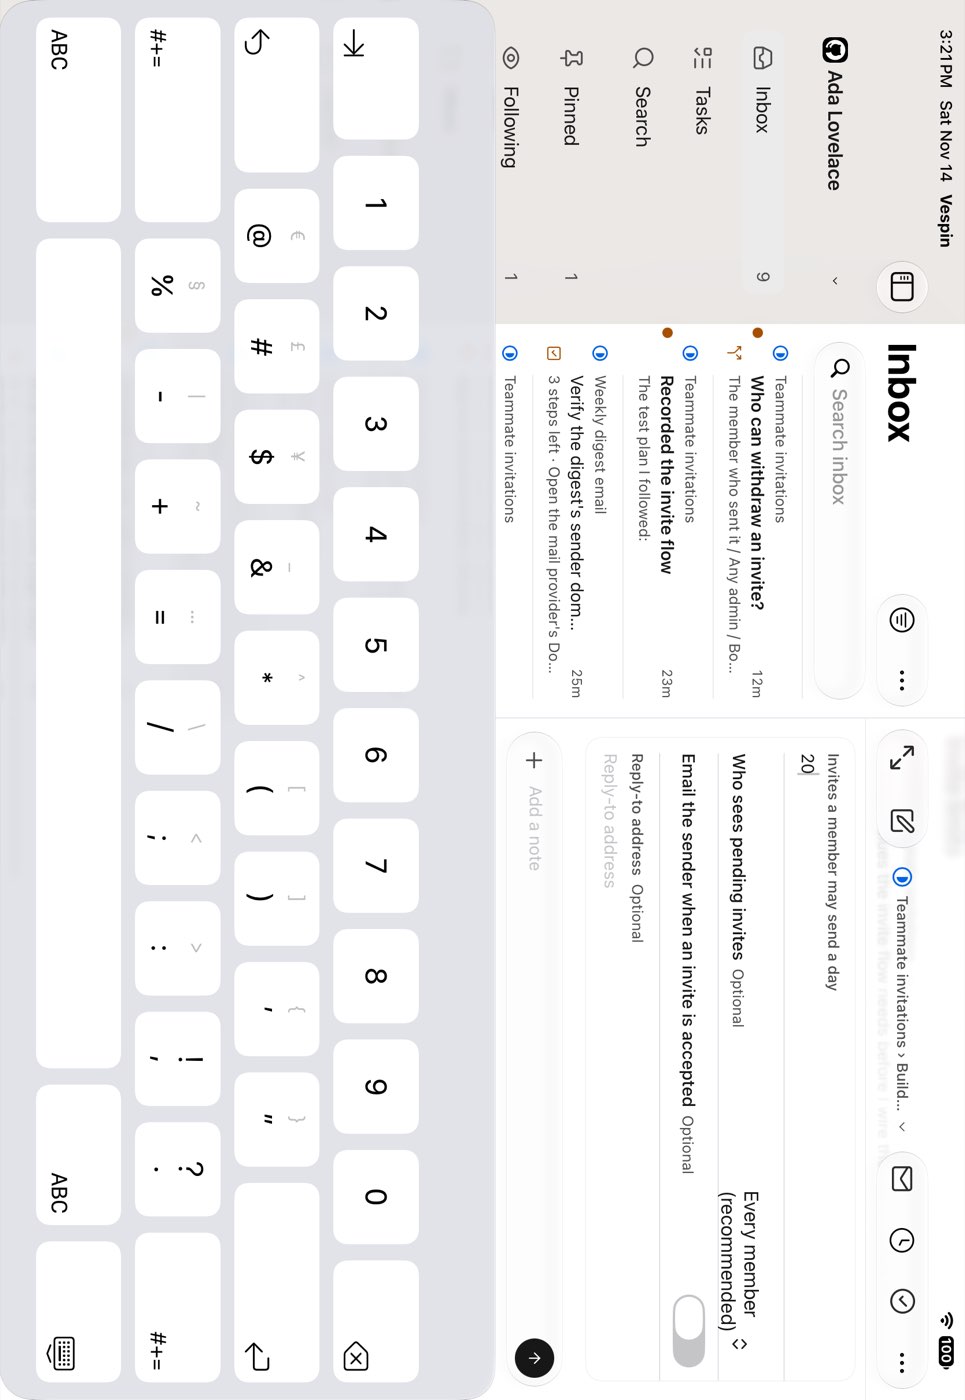 3:21 PM Sat Nov 14 Vespin
100
Ada Lovelace
Inbox 9
Tasks
Search
Pinned 1
Following 1
Inbox
Search inbox
Teammate invitations
Who can withdraw an invite? 12m
The member who sent it / Any admin / Bo...
Teammate invitations
Recorded the invite flow 23m
The test plan I followed:
Weekly digest email
Verify the digest's sender dom... 25m
3 steps left · Open the mail provider's Do...
Teammate invitations
Teammate invitations › Build...
Invites a member may send a day
20
Who sees pending invites Optional
Every member
(recommended)
Email the sender when an invite is accepted Optional
Reply-to address Optional
Reply-to address
Add a note
1 2 3 4 5 6 7 8 9 0
€ £ ¥ _ ^ [ ] { }
@ # $ & * ( ) ' "
§ | ~ ... \ < > ! ?
#+= % - + = / ; : , . #+=
ABC ABC